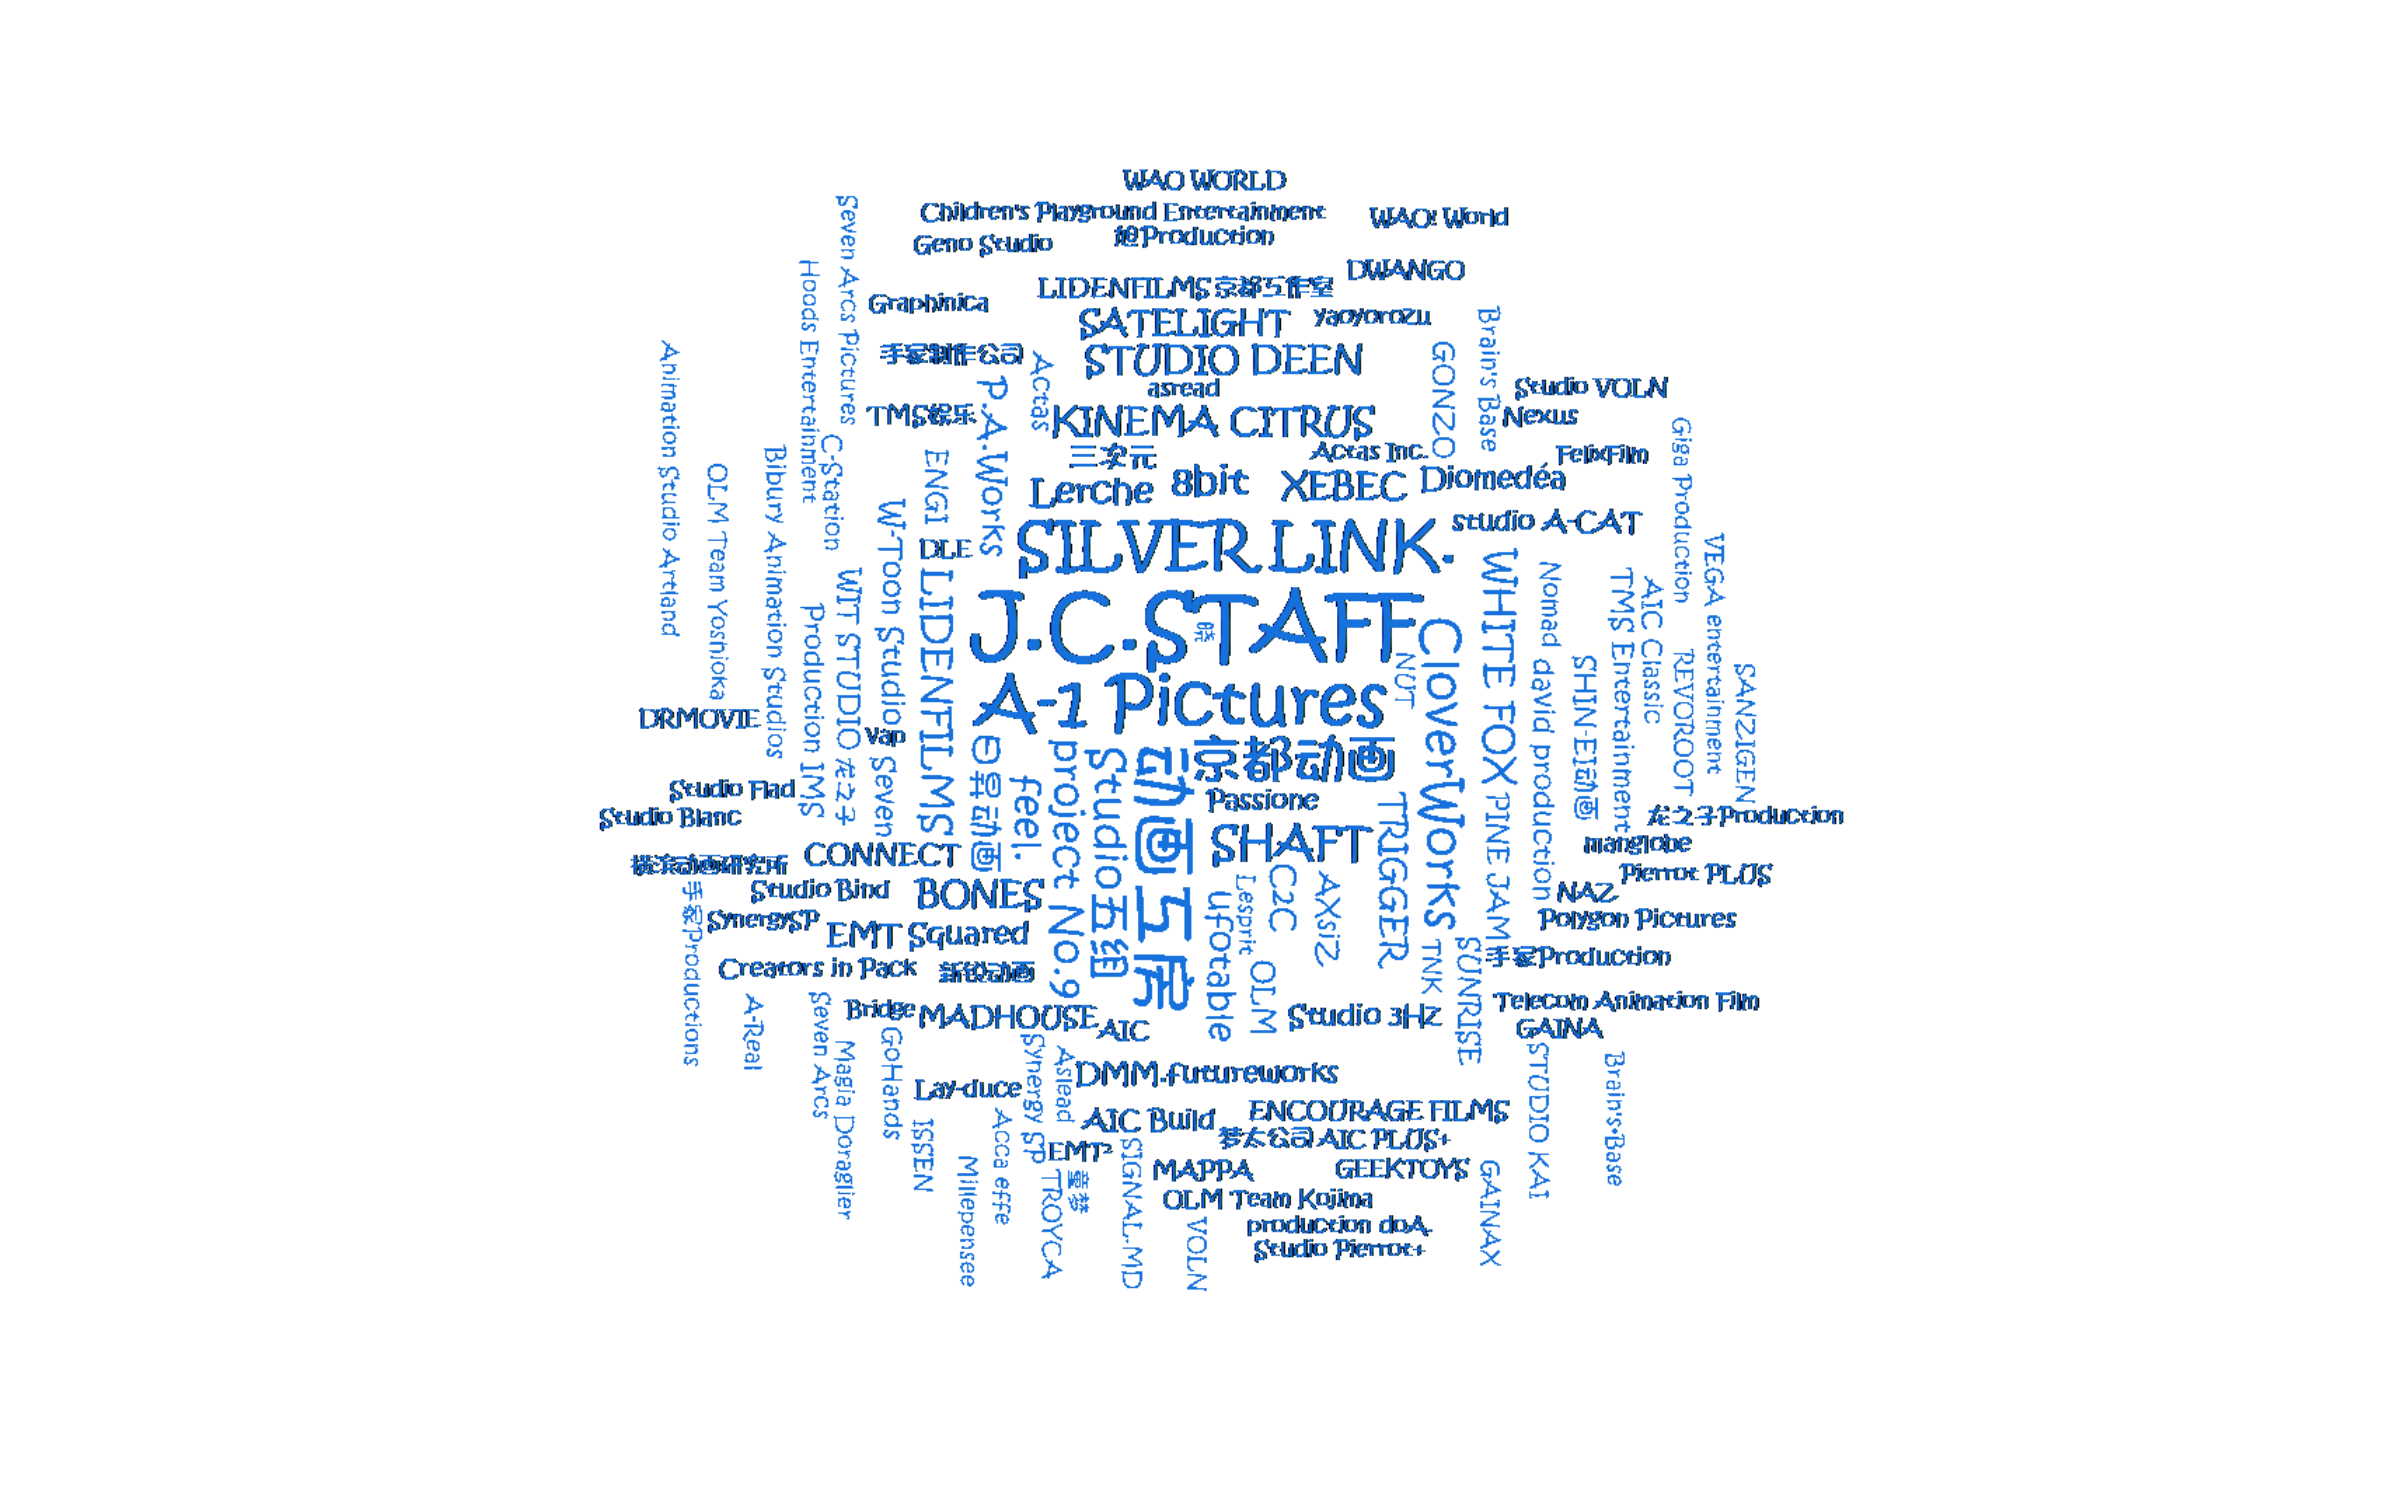 WAO WORLD
Children's Playground Entertainment
WAO! World
Geno Studio
旭Production
DWANGO
LIDENFILMS京都工作室
Graphinica
SATELIGHT
yaoyorozu
手冢制作公司
STUDIO DEEN
asread
Studio VOLN
TMS娱乐
KINEMA CITRUS
Nexus
三次元
Actas Inc.
FelixFilm
Lerche
8bit
XEBEC
Diomedéa
studio A-CAT
SILVER LINK.
DLE
J.C.STAFF
晓
A-1 Pictures
DRMOVIE
Vap
京都动画
Studio Flad
Passione
Studio Blanc
龙之子Production
SHAFT
manglobe
CONNECT
横滨动画研究所
Pierrot PLUS
Studio Bind
BONES
NAZ
SynergySP
EMT Squared
Polygon Pictures
Creators in Pack
新锐动画
手冢Production
Telecom Animation Film
Bridge
MADHOUSE
AIC
Studio 3Hz
GAINA
DMM.futureworks
Lay-duce
AIC Build
ENCOURAGE FILMS
梦太公司
AIC PLUS+
EMT²
MAPPA
GEEKTOYS
OLM Team Kojima
production doA
Studio Pierrot+
Animation Studio Artland
OLM Team Yoshioka
Bibury Animation Studios
Hoods Entertainment
Seven Arcs Pictures
C-Station
Production IMS
WIT STUDIO
龙之子
W-Toon Studio
Seven
ENGI
LIDENFILMS
P.A.Works
Actas
日昇动画
feel.
project No.9
Studio五组
动画工房
ufotable
Lesprit
C2C
OLM
AXsiZ
TRIGGER
NUT
CloverWorks
TNK
SUNRISE
WHITE FOX
PINE JAM
GONZO
Brain's Base
Nomad
david production
SHIN-EI动画
TMS Entertainment
AIC Classic
Giga Production
REVOROOT
VEGA entertainment
SANZIGEN
手冢Productions
A-Real
Seven Arcs
Magia Doraglier
GoHands
ISSEN
Millepensee
Acca effe
Synergy SP
Aslead
TROYCA
童梦
SIGNAL.MD
VOLN
GAINAX
STUDIO KAI
Brain's•Base